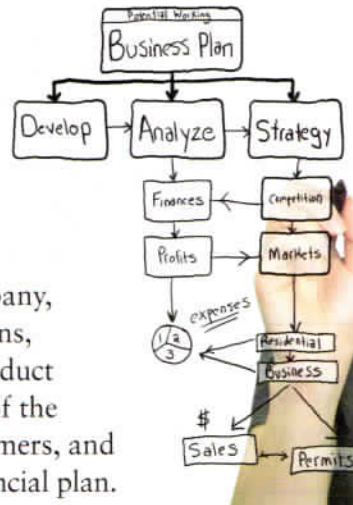 Potential Working
Business Plan
Develop
Analyze
Strategy
Finances
Competition
Profits
Markets
pany,
ns,
duct
f the
mers, and
ncial plan.
expenses
1 2
3
Residential
Business
$
Sales
Permits